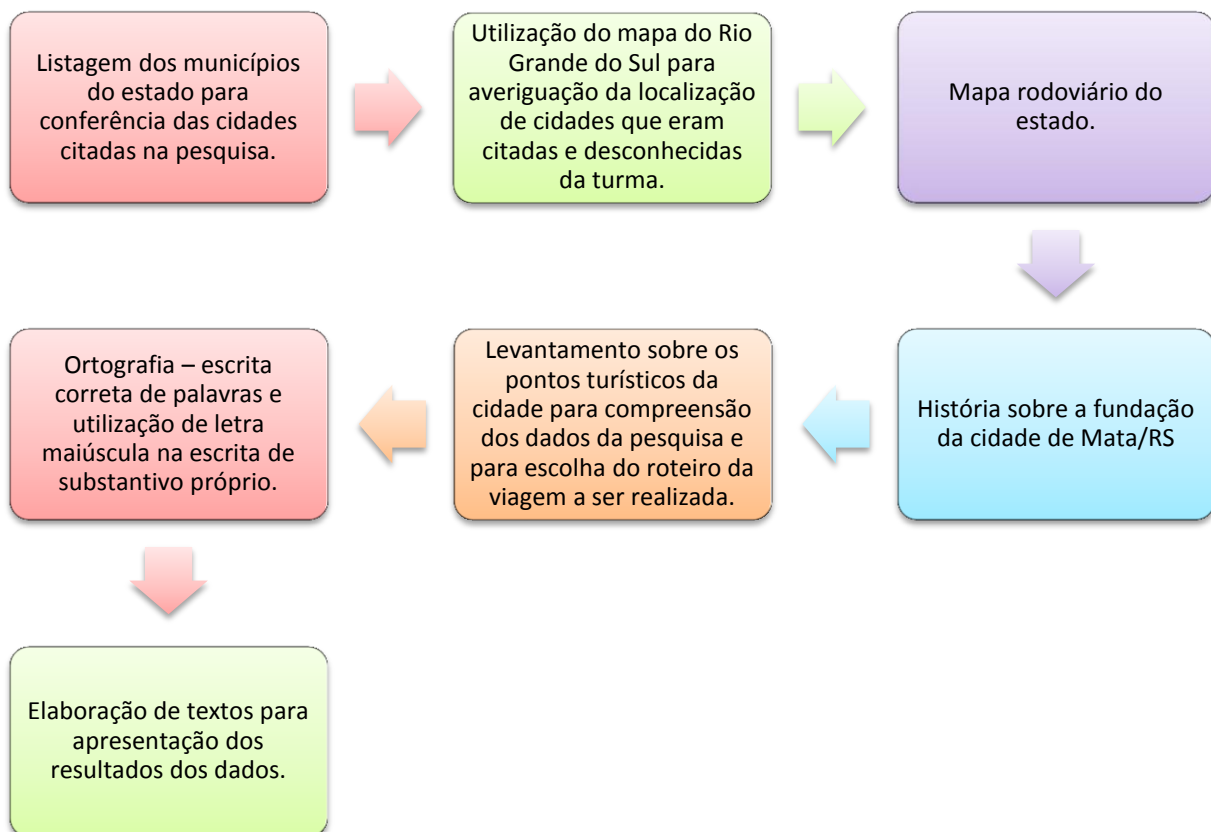 Listagem dos municípios
do estado para
conferência das cidades
citadas na pesquisa.
Utilização do mapa do Rio
Grande do Sul para
averiguação da localização
de cidades que eram
citadas e desconhecidas
da turma.
Mapa rodoviário do
estado.
História sobre a fundação
da cidade de Mata/RS
Levantamento sobre os
pontos turísticos da
cidade para compreensão
dos dados da pesquisa e
para escolha do roteiro da
viagem a ser realizada.
Ortografia – escrita
correta de palavras e
utilização de letra
maiúscula na escrita de
substantivo próprio.
Elaboração de textos para
apresentação dos
resultados dos dados.